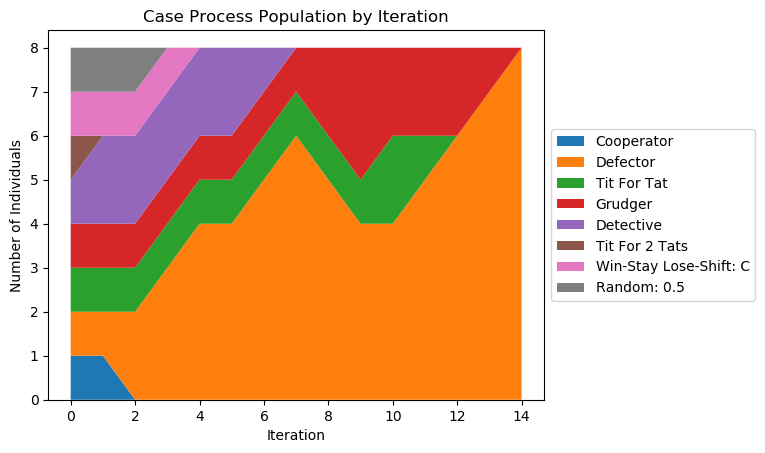 Case Process Population by Iteration
Number of Individuals
8
7
6
5
4
3
2
1
0
0 2 4 6 8 10 12 14
Iteration
Cooperator
Defector
Tit For Tat
Grudger
Detective
Tit For 2 Tats
Win-Stay Lose-Shift: C
Random: 0.5